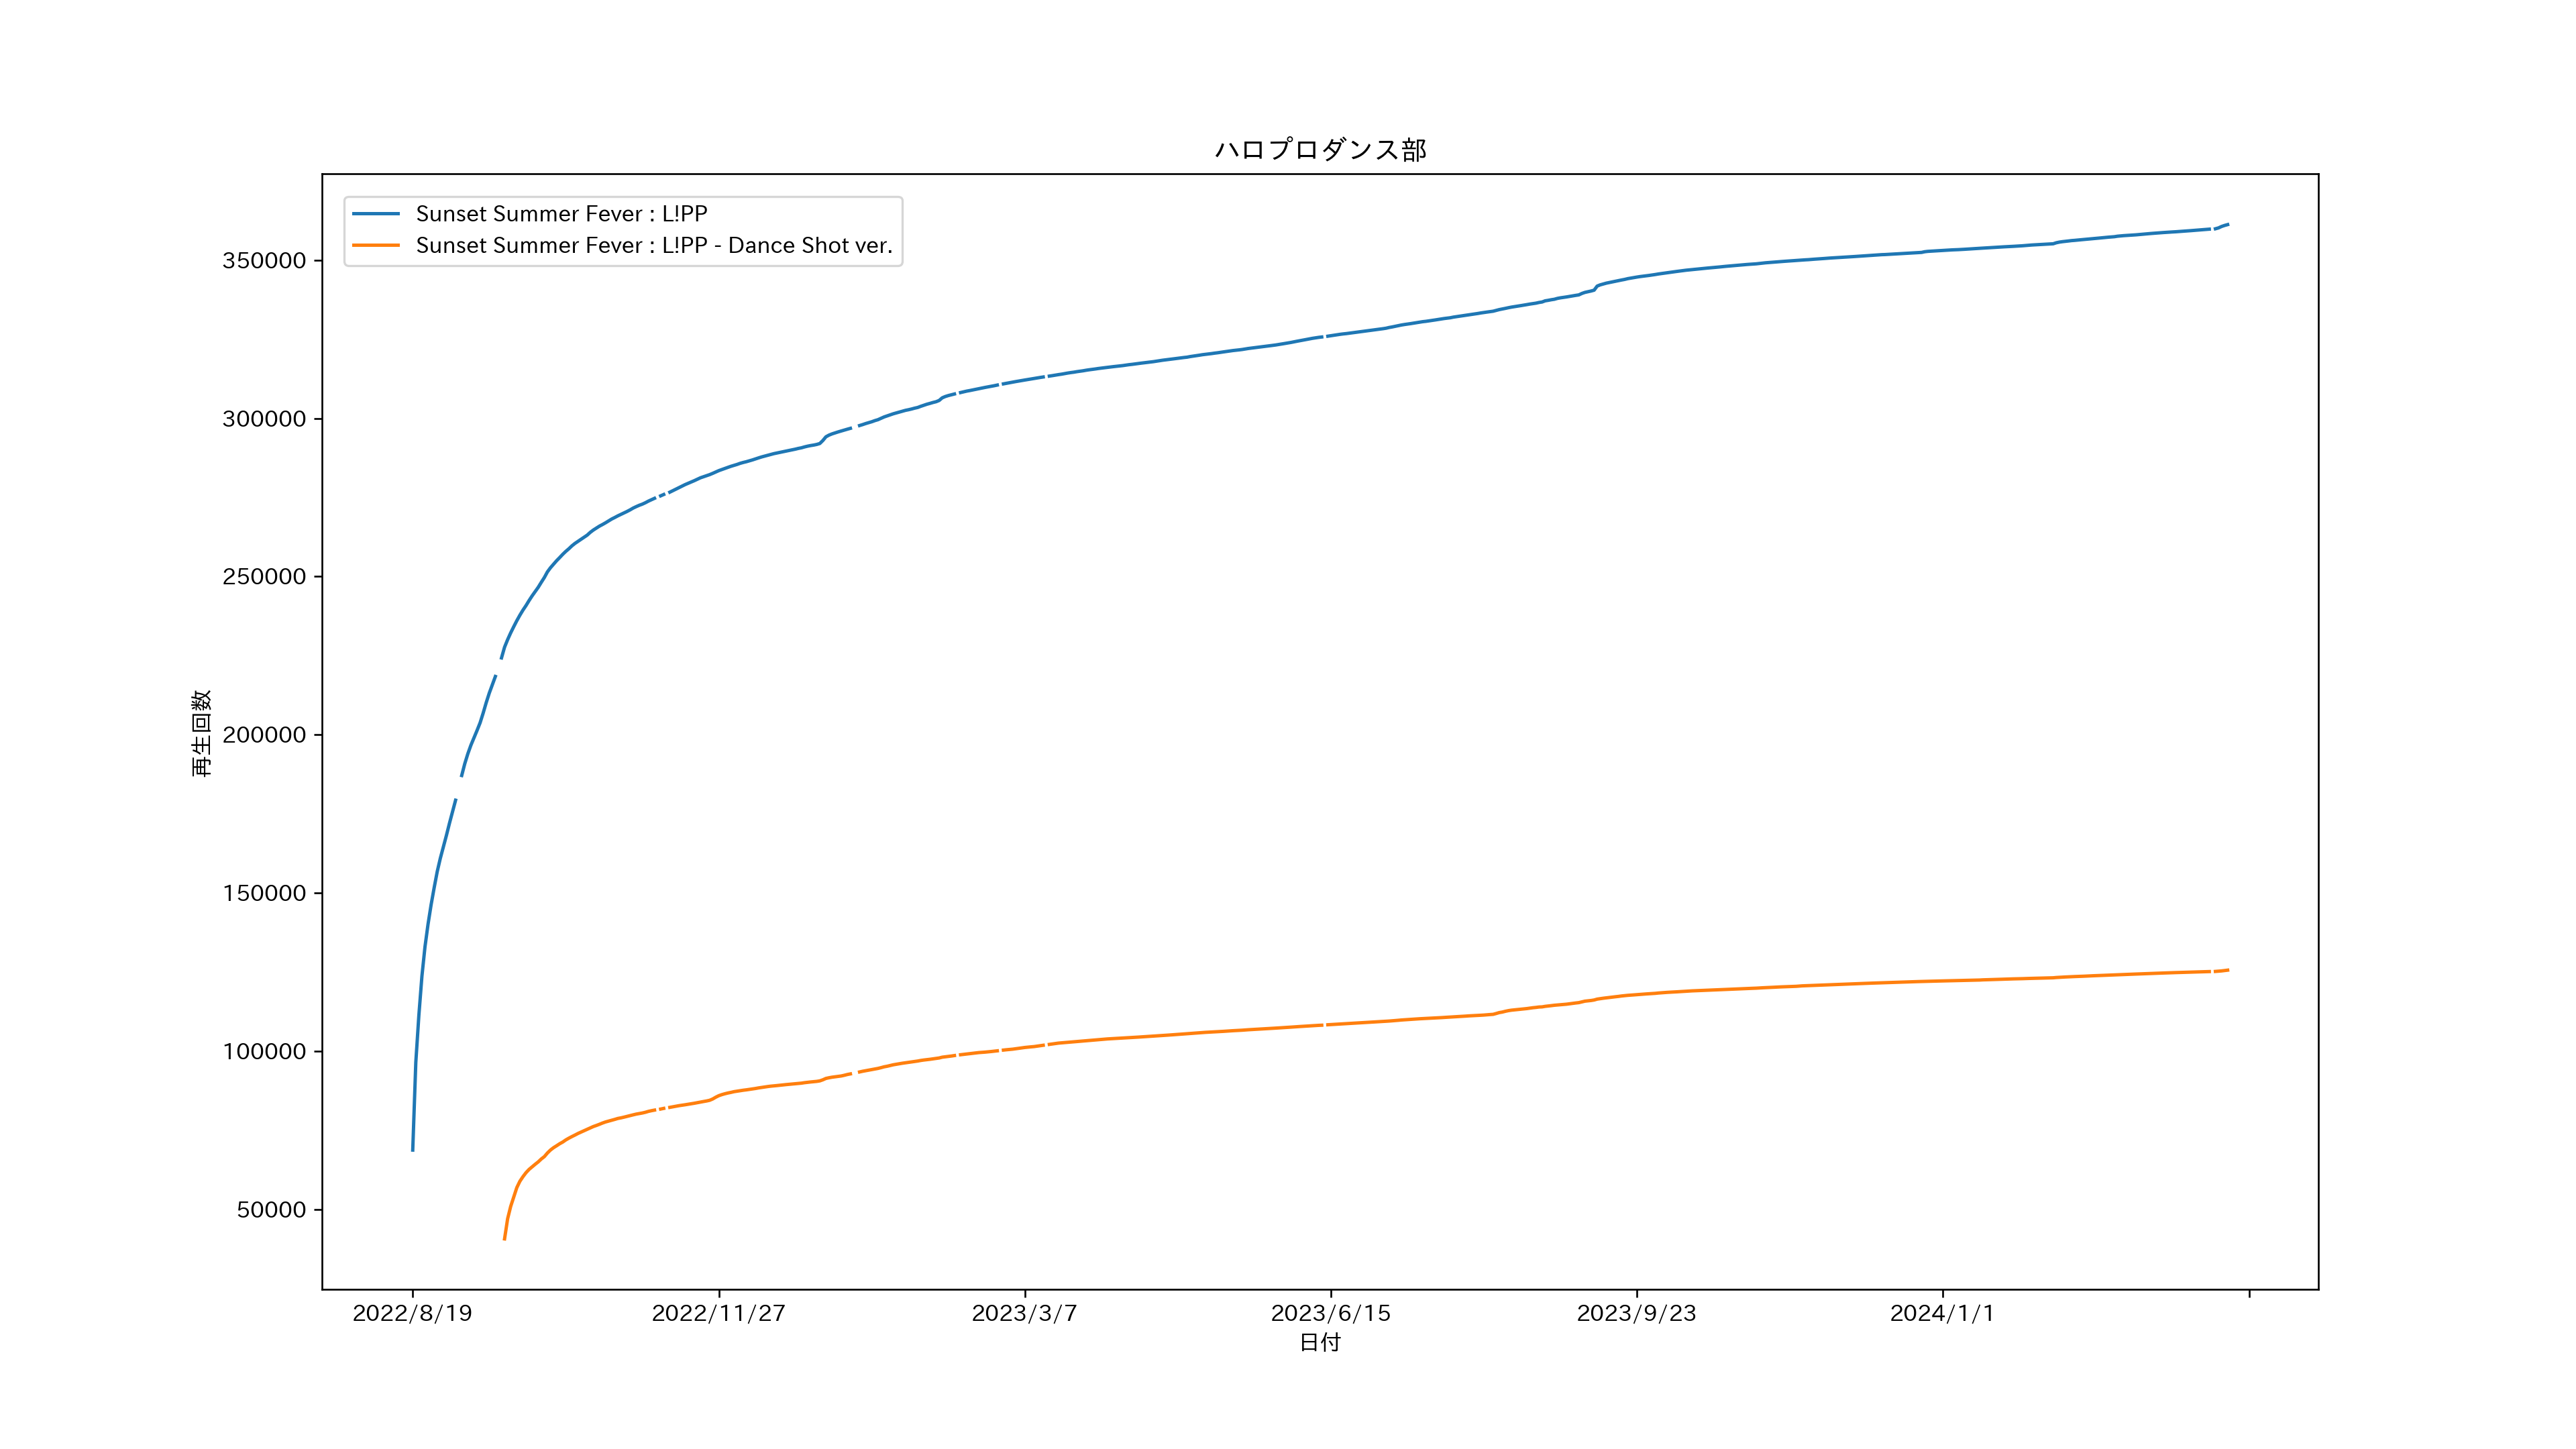 ハロプロダンス部
Sunset Summer Fever : L!PP
Sunset Summer Fever : L!PP - Dance Shot ver.
350000
300000
250000
200000
150000
100000
50000
再生回数
2022/8/19
2022/11/27
2023/3/7
2023/6/15
2023/9/23
2024/1/1
日付